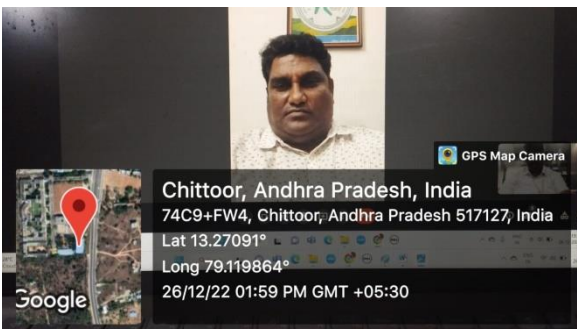 GPS Map Camera
Chittoor, Andhra Pradesh, India
74C9+FW4, Chittoor, Andhra Pradesh 517127, India
Lat 13.27091°
Long 79.119864°
26/12/22 01:59 PM GMT +05:30
Google